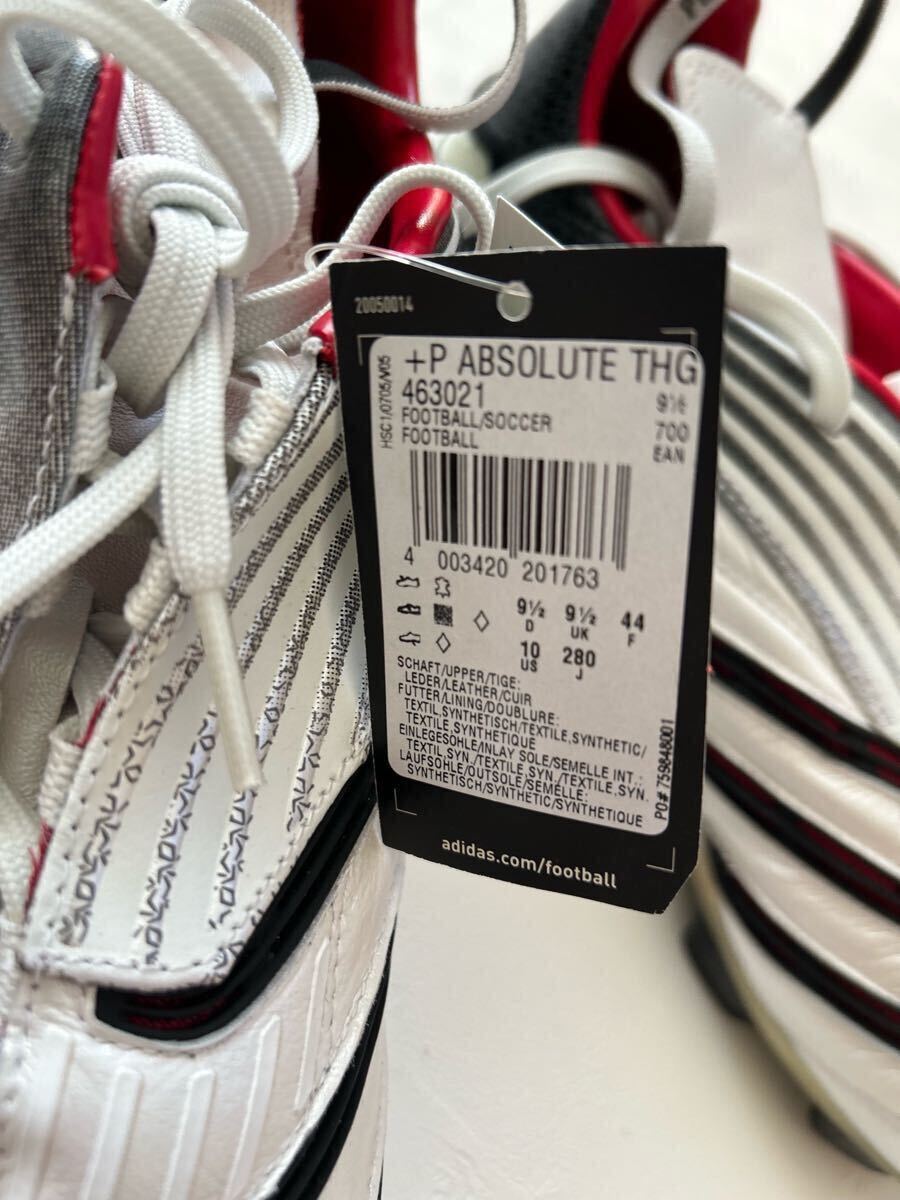 20050014
HSC1/0705/V05
+P ABSOLUTE THG
463021
9½
FOOTBALL/SOCCER
700
FOOTBALL
EAN
4 003420 201763
9½ 9½ 44
D UK F
10 280
US J
SCHAFT/UPPER/TIGE:
LEDER/LEATHER/CUIR
FUTTER/LINING/DOUBLURE:
TEXTIL,SYNTHETISCH/TEXTILE,SYNTHETIC/
TEXTILE,SYNTHETIQUE
EINLEGESOHLE/INLAY SOLE/SEMELLE INT.:
TEXTIL,SYN./TEXTILE,SYN./TEXTILE,SYN.
LAUFSOHLE/OUTSOLE/SEMELLE:
SYNTHETISCH/SYNTHETIC/SYNTHETIQUE
PO# 759848001
adidas.com/football